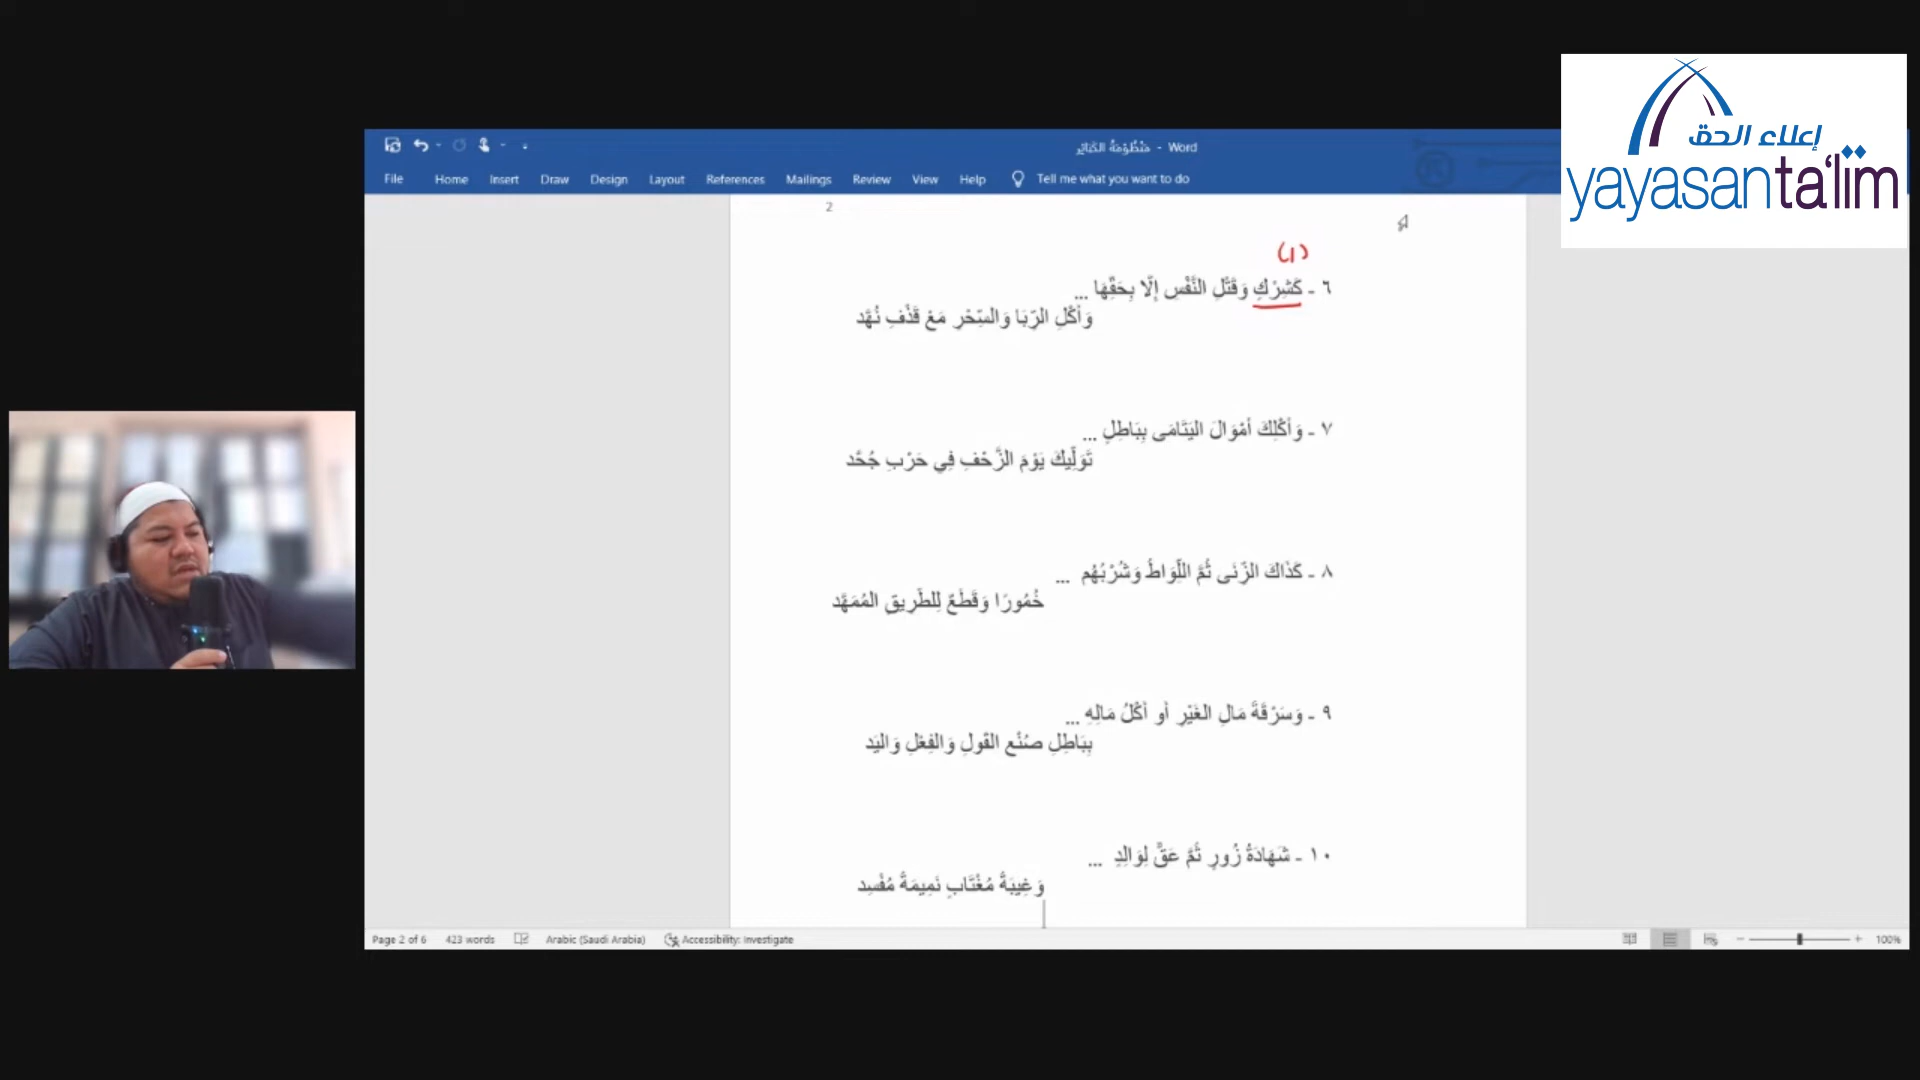 إعلاء الحق
yayasanta'lim
مَنْظُوْمَةُ الكَبَائِر - Word
File Home Insert Draw Design Layout References Mailings Review View Help Tell me what you want to do
2
(1)
٦ - كَشِرْكِ وَقَتْلِ النَّفْسِ إِلَّا بِحَقِّهَا ...
وَأَكْلِ الرِّبَا وَالسِّحْرِ مَعْ قَذْفِ نُهَّد
٧ - وَأَكْلِكَ أَمْوَالَ اليَتَامَى بِبَاطِلٍ ...
تَوَلِّيكَ يَوْمَ الزَّحْفِ فِي حَرْبِ جُحَّد
٨ - كَذَاكَ الزِّنَى ثُمَّ اللِّوَاطُ وَشُرْبُهُم ...
خُمُورًا وَقَطْعٌ لِلطَّرِيقِ المُمَهَّد
٩ - وَسَرْقَةُ مَالِ الغَيْرِ أَو أَكْلُ مَالِهِ ...
بِبَاطِلِ صُنْعِ القَولِ وَالفِعْلِ وَاليَد
١٠ - شَهَادَةُ زُورٍ ثُمَّ عَقٌّ لِوَالِدِ ...
وَغِيبَةُ مُغْتَابٍ نَمِيمَةُ مُفْسِد
Page 2 of 6 423 words Arabic (Saudi Arabia) Accessibility: Investigate 100%